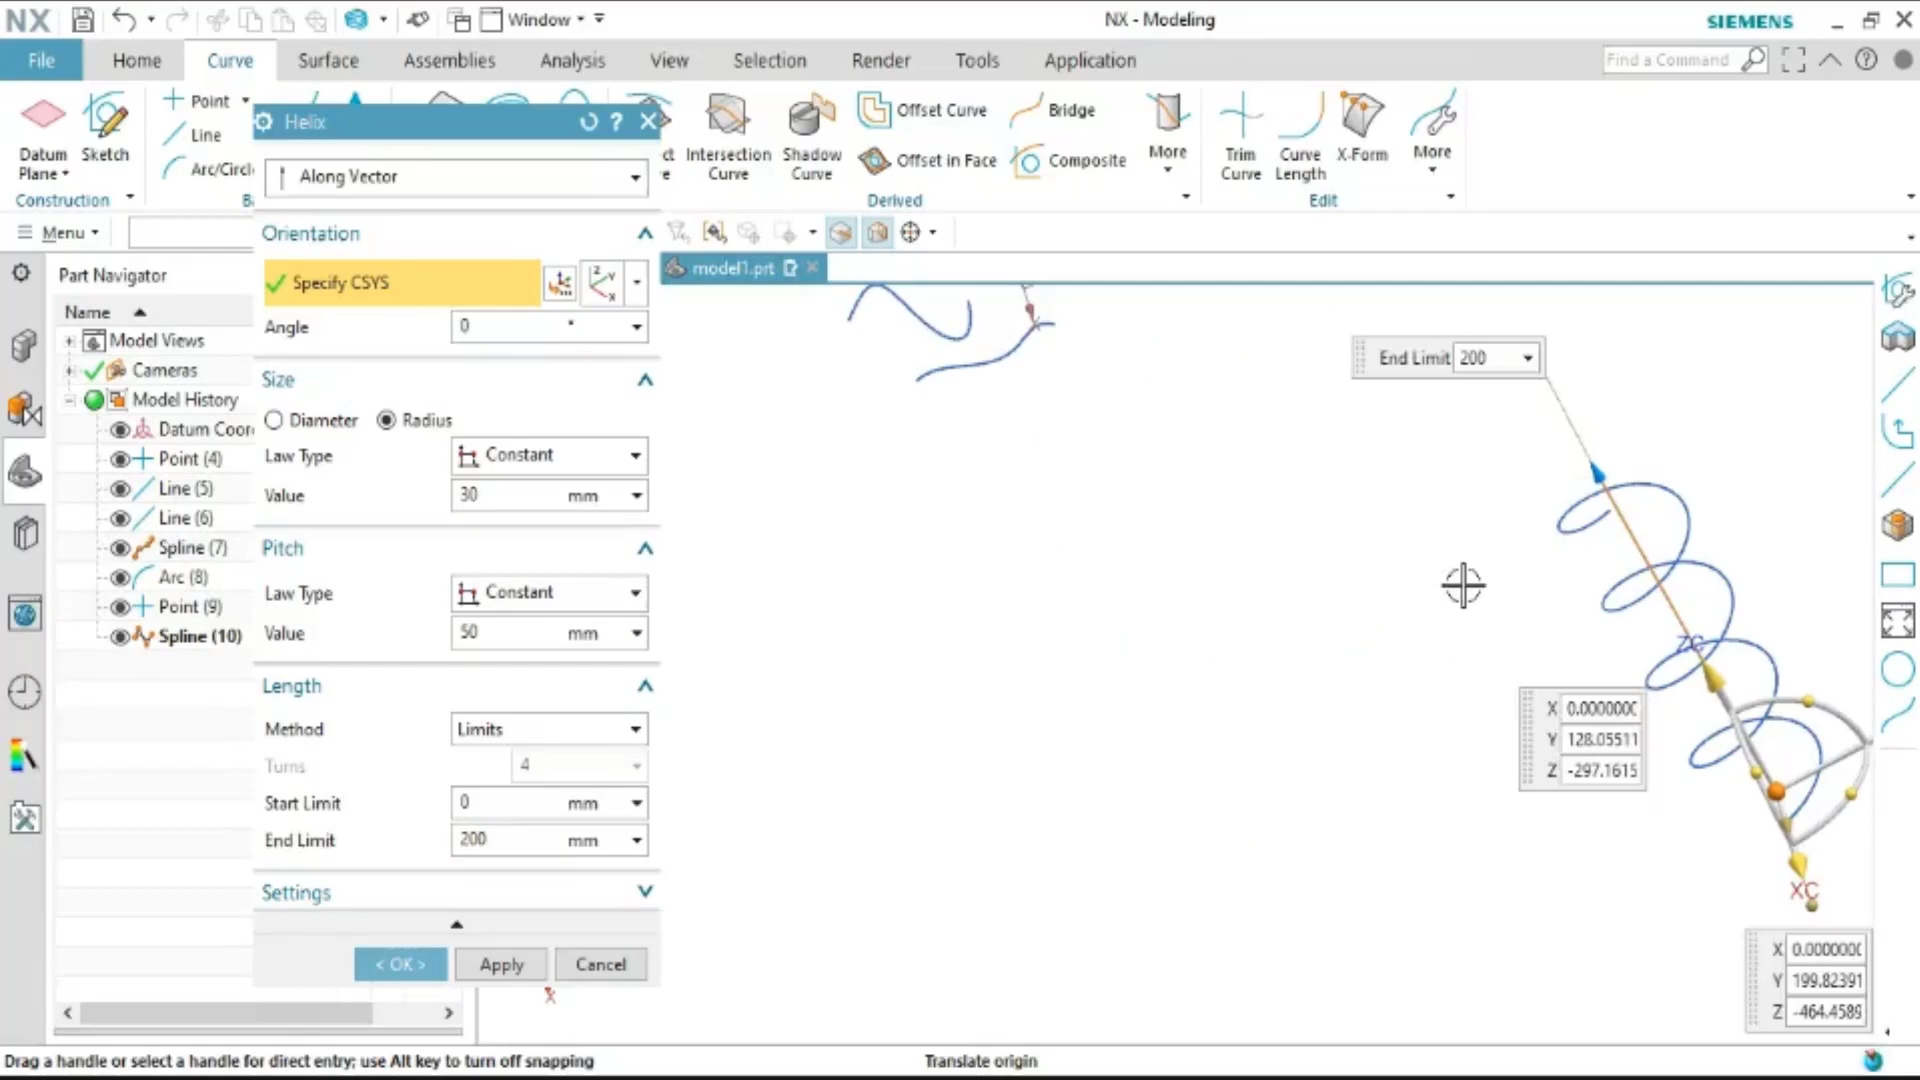 NX
Window
NX - Modeling
SIEMENS
File
Home
Curve
Surface
Assemblies
Analysis
View
Selection
Render
Tools
Application
Find a Command
Datum
Plane
Sketch
Construction
Point
Line
Arc/Circl
Ba
Helix
Along Vector
ct
e
Intersection
Curve
Shadow
Curve
Offset Curve
Offset in Face
Bridge
Composite
More
Derived
Trim
Curve
Curve
Length
X-Form
More
Edit
Menu
Part Navigator
Name
Model Views
Cameras
Model History
Datum Coor
Point (4)
Line (5)
Line (6)
Spline (7)
Arc (8)
Point (9)
Spline (10)
Orientation
Specify CSYS
Angle
0 °
Size
Diameter
Radius
Law Type
Constant
Value
30 mm
Pitch
Law Type
Constant
Value
50 mm
Length
Method
Limits
Turns
4
Start Limit
0 mm
End Limit
200 mm
Settings
< OK >
Apply
Cancel
model1.prt
End Limit 200
ZC
X 0.000000(
Y 128.05511
Z -297.1615
XC
X 0.000000(
Y 199.82391
Z -464.4589
X
Drag a handle or select a handle for direct entry; use Alt key to turn off snapping
Translate origin